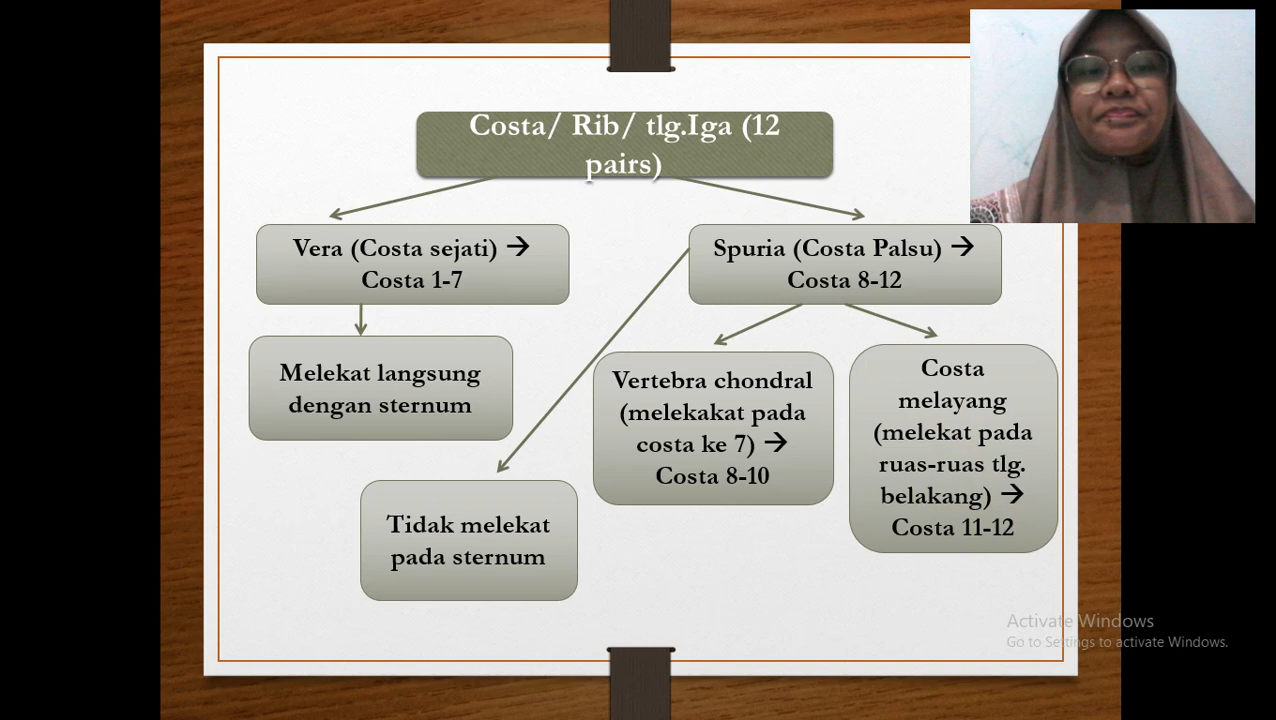 Costa/ Rib/ tlg.Iga (12
pairs)
Vera (Costa sejati) →
Costa 1-7
Spuria (Costa Palsu) →
Costa 8-12
Melekat langsung
dengan sternum
Vertebra chondral
(melekakat pada
costa ke 7) →
Costa 8-10
Costa
melayang
(melekat pada
ruas-ruas tlg.
belakang) →
Costa 11-12
Tidak melekat
pada sternum
Activate Windows
Go to Settings to activate Windows.